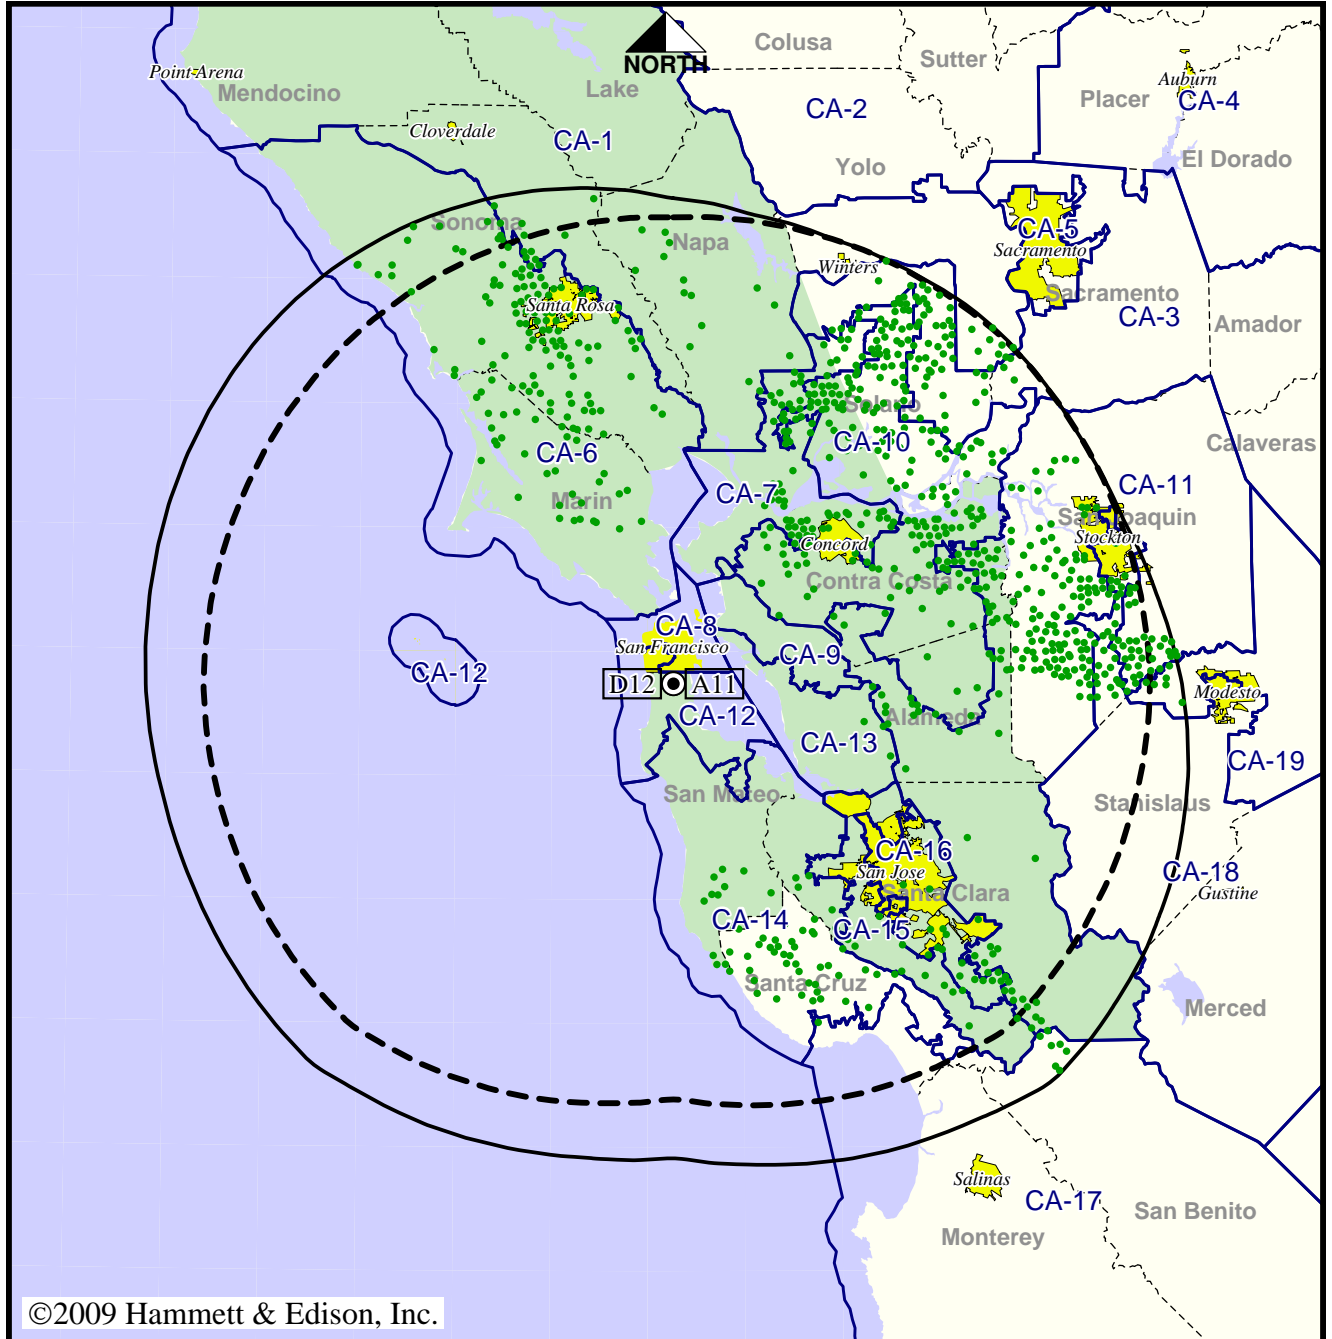 Colusa
Sutter
NORTH
Point Arena
Mendocino
Lake
Auburn
Placer
CA-4
CA-2
Cloverdale
CA-1
Yolo
El Dorado
Sonoma
Napa
CA-5
Sacramento
Winters
Sacramento
Santa Rosa
CA-3
Amador
Solano
CA-10
Calaveras
CA-6
CA-7
CA-11
Marin
San Joaquin
Stockton
Concord
Contra Costa
CA-8
San Francisco
CA-9
CA-12
D12
A11
Modesto
CA-12
Alameda
CA-13
CA-19
San Mateo
Stanislaus
CA-16
San Jose
CA-18
Gustine
Santa Clara
CA-14
CA-15
Santa Cruz
Merced
Salinas
CA-17
San Benito
Monterey
©2009 Hammett & Edison, Inc.